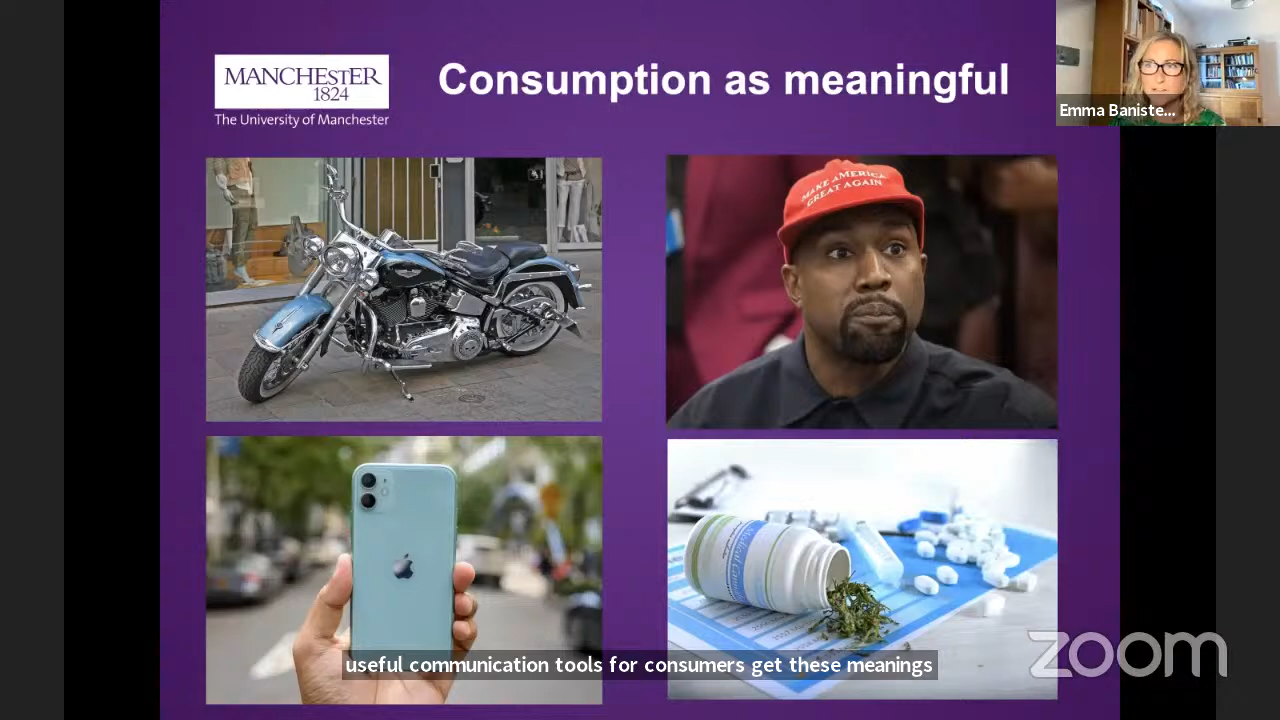 MANCHESTER
1824
The University of Manchester
Consumption as meaningful
Emma Baniste...
MAKE AMERICA
GREAT AGAIN
Medical
useful communication tools for consumers get these meanings
zoom